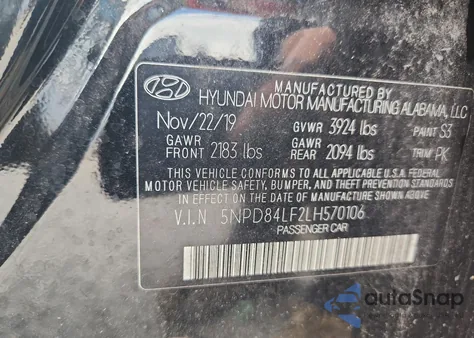 MANUFACTURED BY
HYUNDAI MOTOR MANUFACTURING ALABAMA, LLC
Nov/22/19 GVWR 3924 lbs PAINT S3
GAWR FRONT 2183 lbs GAWR REAR 2094 lbs TRIM PK
THIS VEHICLE CONFORMS TO ALL APPLICABLE U.S.A. FEDERAL
MOTOR VEHICLE SAFETY, BUMPER, AND THEFT PREVENTION STANDARDS
IN EFFECT ON THE DATE OF MANUFACTURE SHOWN ABOVE.
V.I.N 5NPD84LF2LH570106
PASSENGER CAR
autoSnap